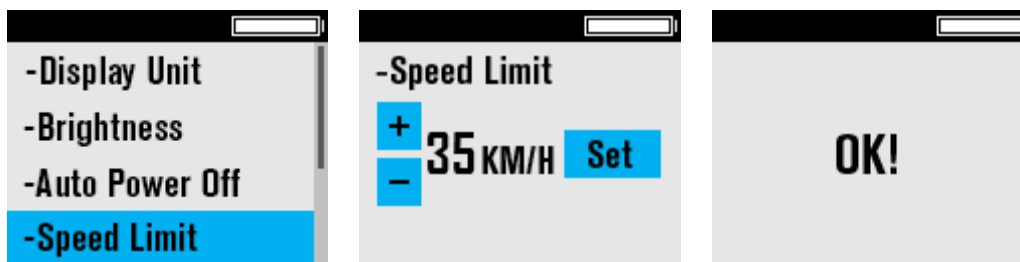 -Display Unit
-Brightness
-Auto Power Off
-Speed Limit
-Speed Limit
+
35 KM/H Set
-
OK!